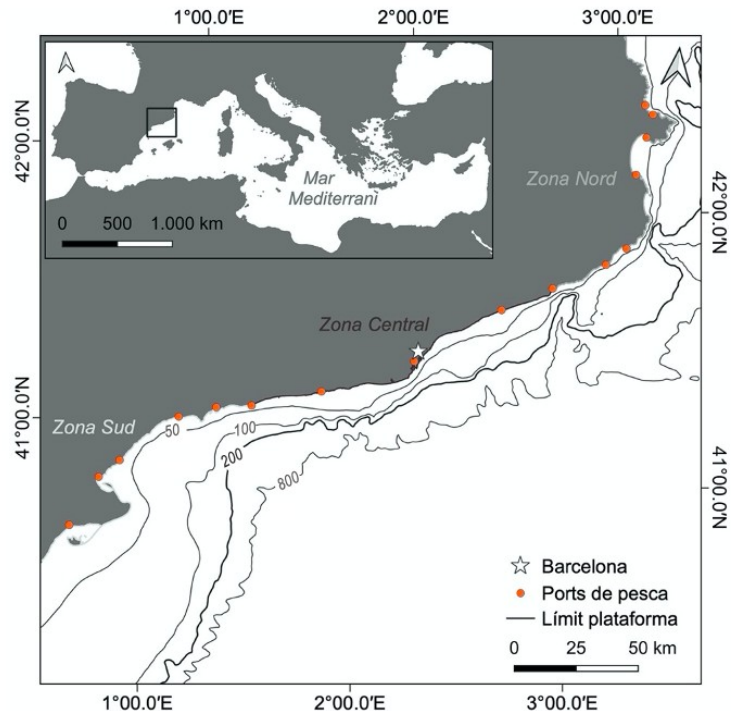 1°00.0'E
2°00.0'E
3°00.0'E
42°00.0'N
Mar
Mediterrani
0 500 1.000 km
Zona Nord
42°00.0'N
Zona Central
41°00.0'N
Zona Sud
50
100
200
800
41°00.0'N
Barcelona
Ports de pesca
Límit plataforma
0 25 50 km
1°00.0'E
2°00.0'E
3°00.0'E